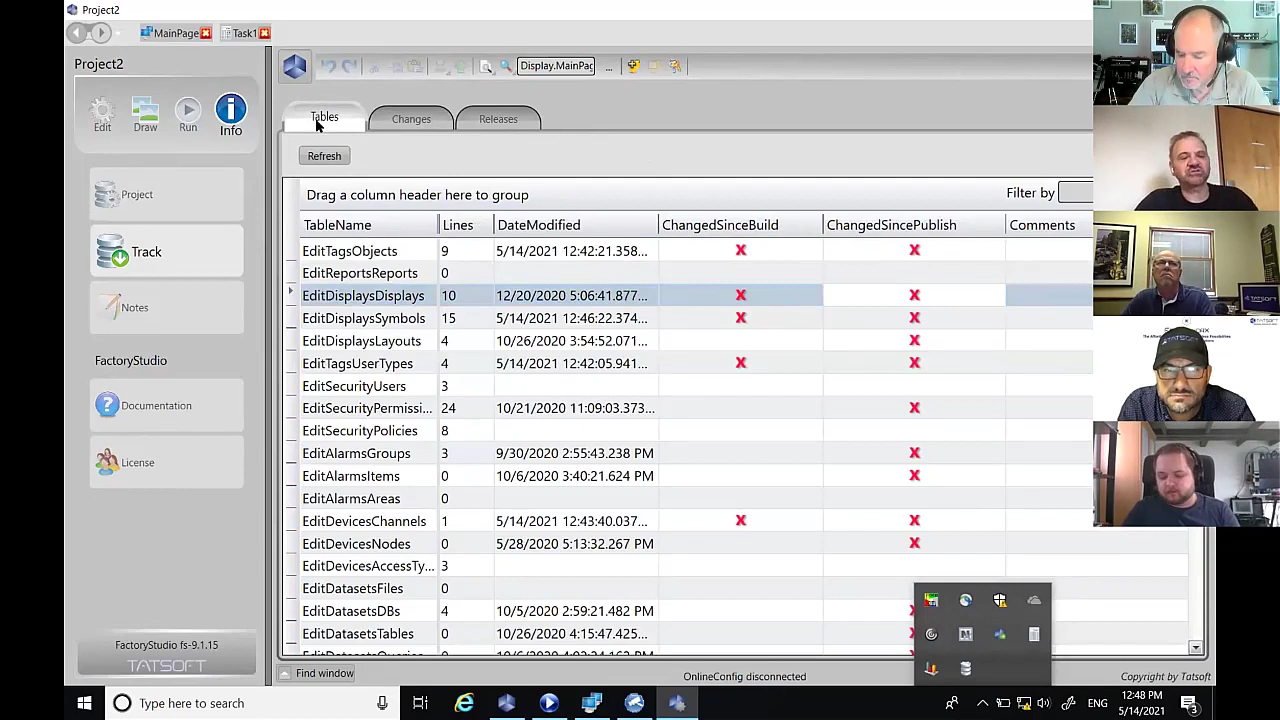 Project2
MainPage
Task1
Project2
Edit
Draw
Run
Info
Project
Track
Notes
FactoryStudio
Documentation
License
FactoryStudio fs-9.1.15
TATSOFT
Display.MainPag
...
Tables
Changes
Releases
Refresh
Drag a column header here to group
Filter by
TableName Lines DateModified ChangedSinceBuild ChangedSincePublish Comments
EditTagsObjects 9 5/14/2021 12:42:21.358... X X
EditReportsReports 0
EditDisplaysDisplays 10 12/20/2020 5:06:41.877... X X
EditDisplaysSymbols 15 5/14/2021 12:46:22.374... X X
EditDisplaysLayouts 4 10/26/2020 3:54:52.071... X
EditTagsUserTypes 4 5/14/2021 12:42:05.941... X X
EditSecurityUsers 3
EditSecurityPermissi... 24 10/21/2020 11:09:03.373... X
EditSecurityPolicies 8
EditAlarmsGroups 3 9/30/2020 2:55:43.238 PM X
EditAlarmsItems 10 10/6/2020 3:40:21.624 PM X
EditAlarmsAreas 0
EditDevicesChannels 1 5/14/2021 12:43:40.037... X X
EditDevicesNodes 0 5/28/2020 5:13:32.267 PM X
EditDevicesAccessTy... 3
EditDatasetsFiles 0
EditDatasetsDBs 4 10/5/2020 2:59:21.482 PM
EditDatasetsTables 0 10/26/2020 4:15:47.425...
Find window
OnlineConfig disconnected
Copyright by Tatsoft
TATSOFT
Type here to search
ENG
12:48 PM
5/14/2021
3